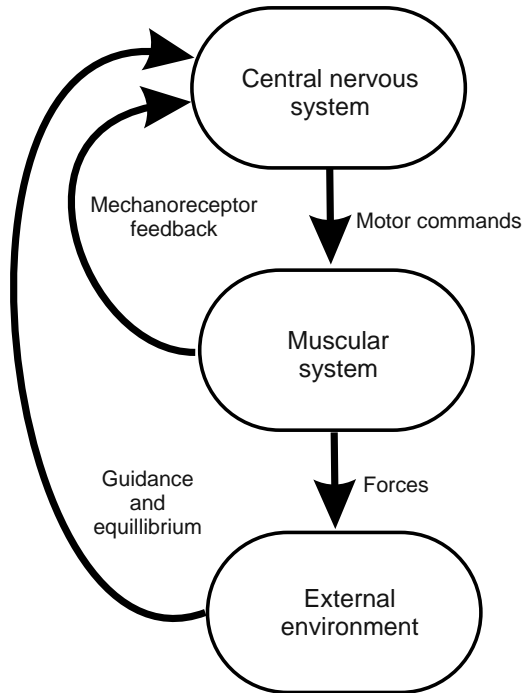 Central nervous
system
Mechanoreceptor
feedback
Motor commands
Muscular
system
Guidance
and
equillibrium
Forces
External
environment